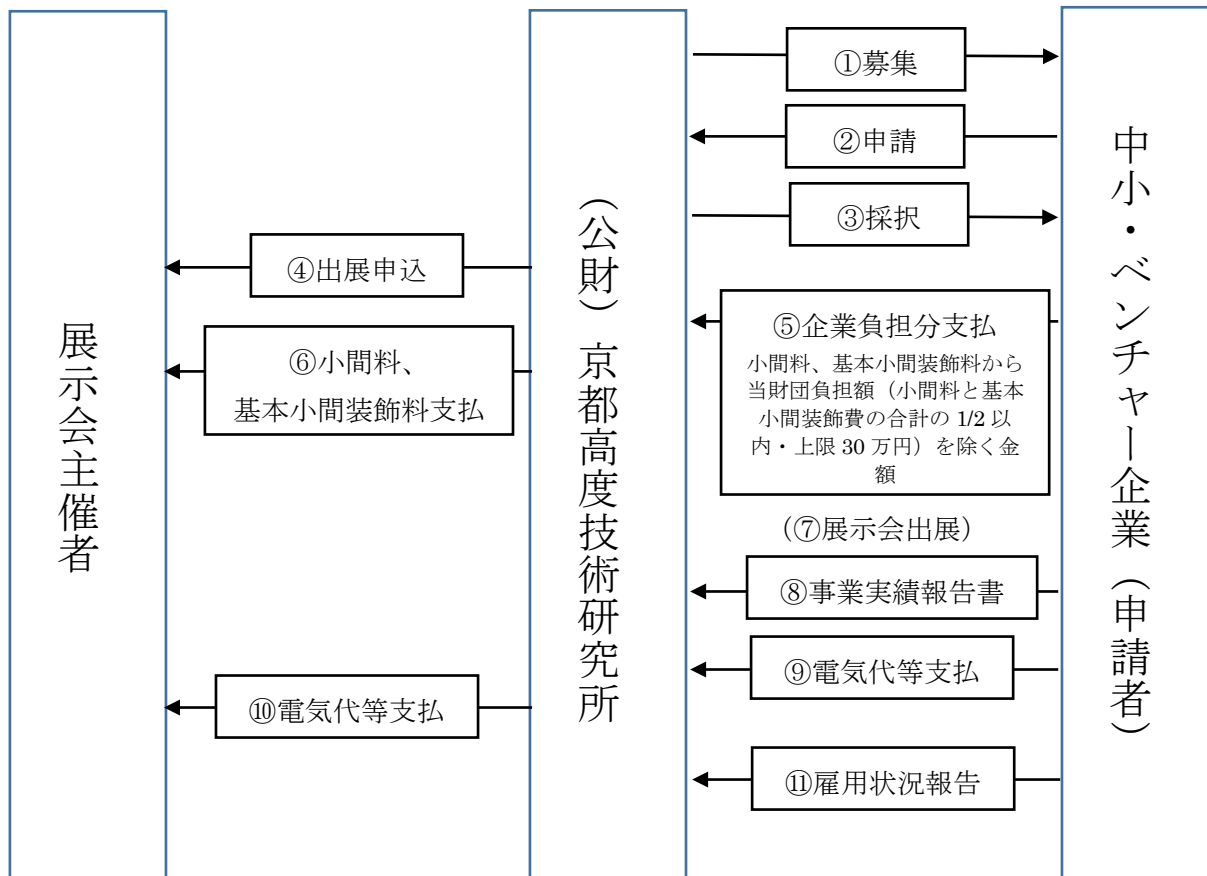 ①募集
②申請
③採択
④出展申込
⑤企業負担分支払
小間料、基本小間装飾料から
当財団負担額（小間料と基本
小間装飾費の合計の 1/2 以
内・上限 30 万円）を除く金
額
⑥小間料、
基本小間装飾料支払
（⑦展示会出展）
⑧事業実績報告書
⑨電気代等支払
⑩電気代等支払
⑪雇用状況報告
展示会主催者
（公財）京都高度技術研究所
中小・ベンチャー企業（申請者）